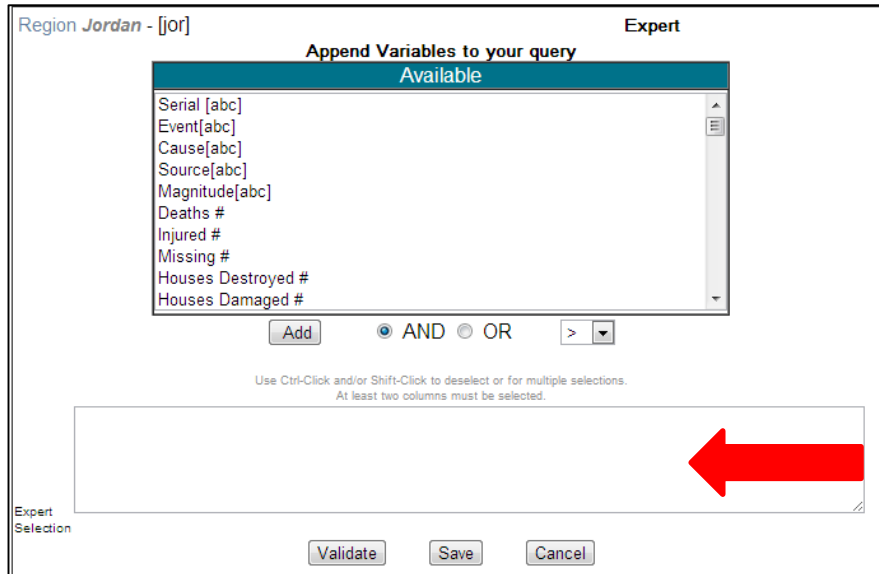 Region Jordan - [jor]
Expert
Append Variables to your query
Available
Serial [abc]
Event[abc]
Cause[abc]
Source[abc]
Magnitude[abc]
Deaths #
Injured #
Missing #
Houses Destroyed #
Houses Damaged #
Add AND OR >
Use Ctrl-Click and/or Shift-Click to deselect or for multiple selections.
At least two columns must be selected.
Expert
Selection
Validate Save Cancel